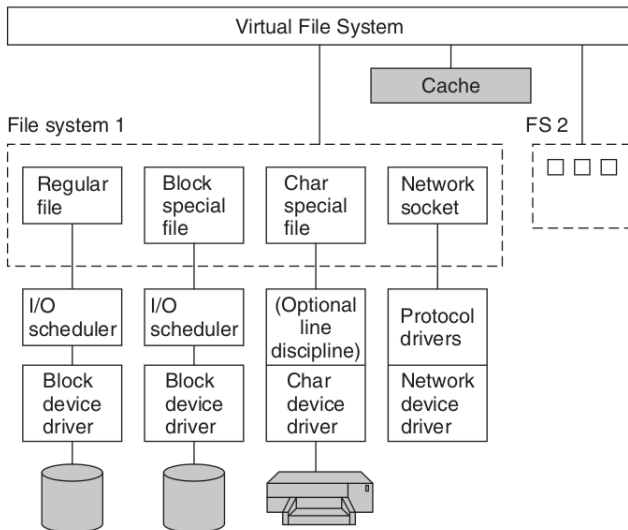 Virtual File System
Cache
File system 1
FS 2
Regular
file
Block
special
file
Char
special
file
Network
socket
I/O
scheduler
I/O
scheduler
(Optional
line
discipline)
Protocol
drivers
Block
device
driver
Block
device
driver
Char
device
driver
Network
device
driver